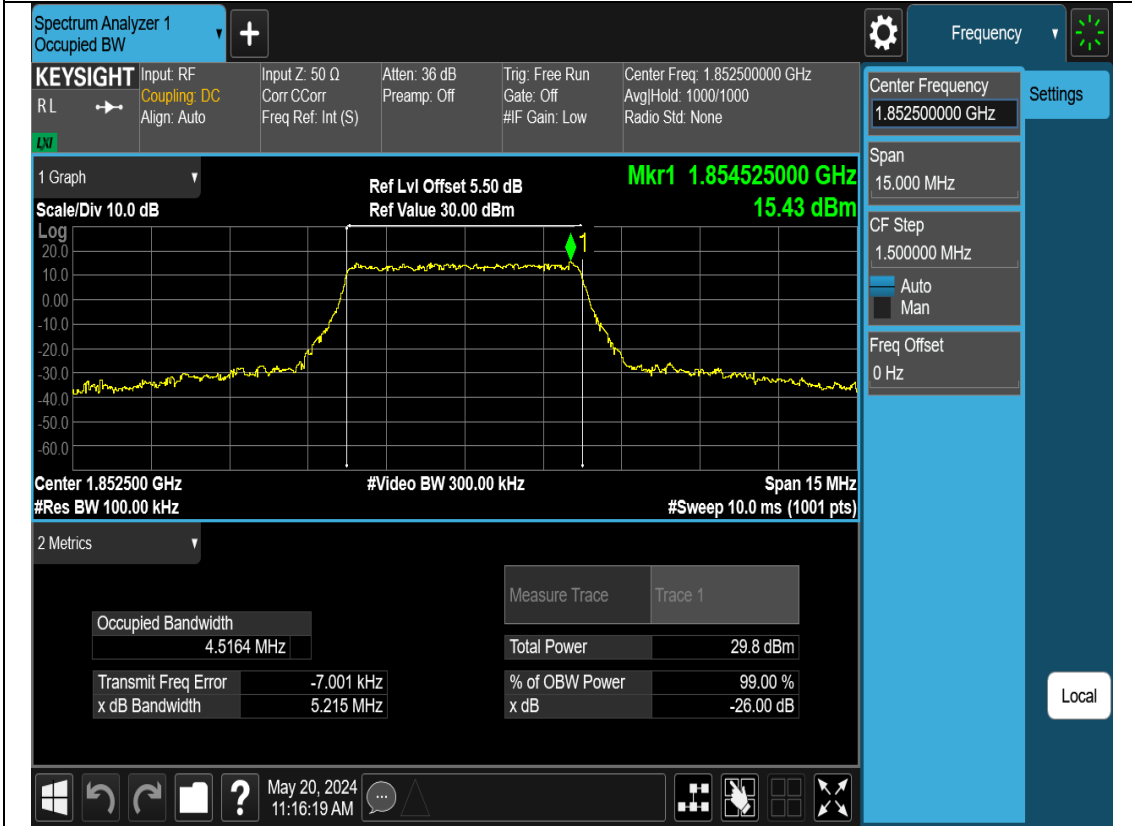 Spectrum Analyzer 1
Occupied BW
+
Frequency
KEYSIGHT
R L
LXI
Input: RF
Coupling: DC
Align: Auto
Input Z: 50 Ω
Corr CCorr
Freq Ref: Int (S)
Atten: 36 dB
Preamp: Off
Trig: Free Run
Gate: Off
#IF Gain: Low
Center Freq: 1.852500000 GHz
Avg|Hold: 1000/1000
Radio Std: None
Center Frequency
1.852500000 GHz
Settings
Span
15.000 MHz
CF Step
1.500000 MHz
Auto
Man
Freq Offset
0 Hz
Local
1 Graph
Scale/Div 10.0 dB
Ref Lvl Offset 5.50 dB
Ref Value 30.00 dBm
Mkr1 1.854525000 GHz
15.43 dBm
Log
1
20.0
10.0
0.00
-10.0
-20.0
-30.0
-40.0
-50.0
-60.0
Center 1.852500 GHz
#Res BW 100.00 kHz
#Video BW 300.00 kHz
Span 15 MHz
#Sweep 10.0 ms (1001 pts)
2 Metrics
Measure Trace Trace 1
Occupied Bandwidth
4.5164 MHz
Total Power 29.8 dBm
Transmit Freq Error -7.001 kHz
% of OBW Power 99.00 %
x dB Bandwidth 5.215 MHz
x dB -26.00 dB
?
May 20, 2024
11:16:19 AM